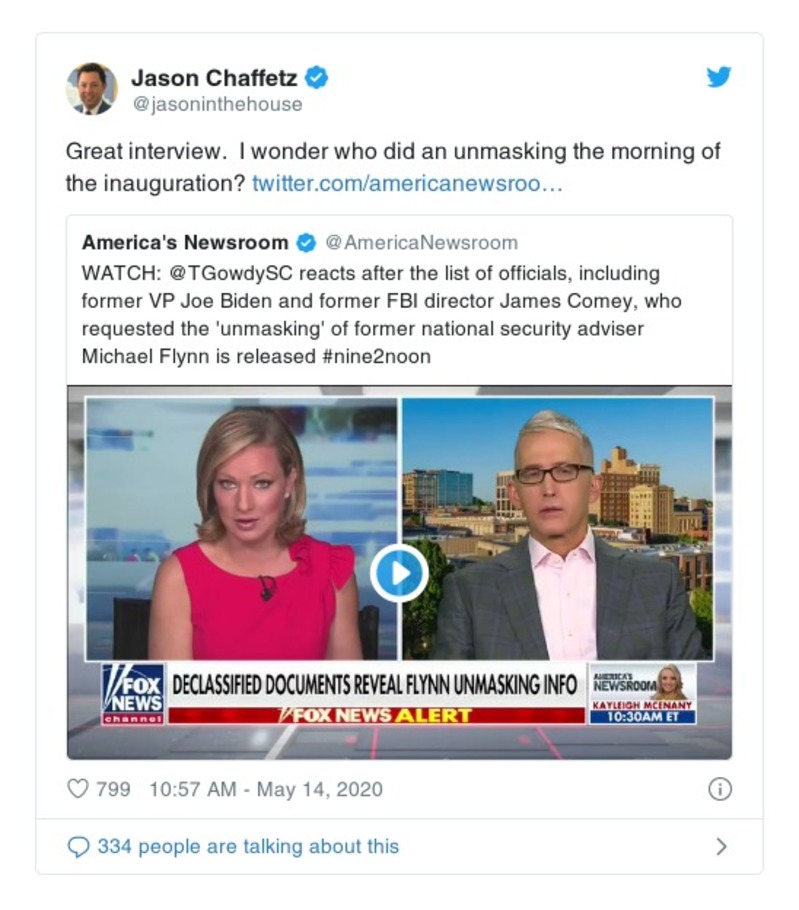 Jason Chaffetz
@jasoninthehouse
Great interview.  I wonder who did an unmasking the morning of
the inauguration? twitter.com/americanewsroo…
America's Newsroom @AmericaNewsroom
WATCH: @TGowdySC reacts after the list of officials, including
former VP Joe Biden and former FBI director James Comey, who
requested the 'unmasking' of former national security adviser
Michael Flynn is released #nine2noon
FOX
NEWS
channel
DECLASSIFIED DOCUMENTS REVEAL FLYNN UNMASKING INFO
FOX NEWS ALERT
AMERICA'S
NEWSROOM
KAYLEIGH MCENANY
10:30AM ET
799 10:57 AM - May 14, 2020
334 people are talking about this